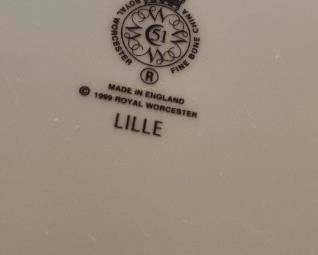 ROYAL WORCESTER
FINE BONE CHINA
51
®
MADE IN ENGLAND
© 1999 ROYAL WORCESTER
LILLE